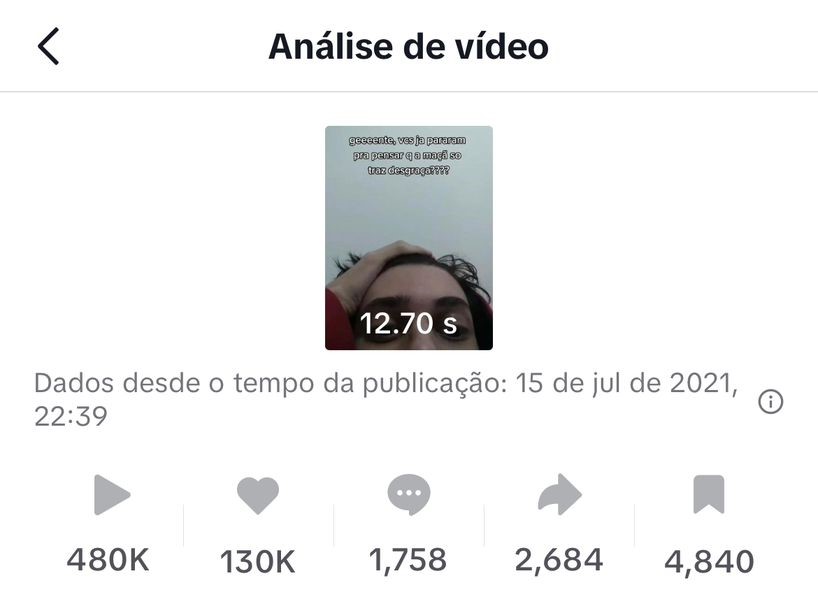 Análise de vídeo
geeeente, vcs ja pararam
pra pensar q a maçã so
traz desgraça????
12.70 s
Dados desde o tempo da publicação: 15 de jul de 2021,
22:39
480K
130K
1,758
2,684
4,840